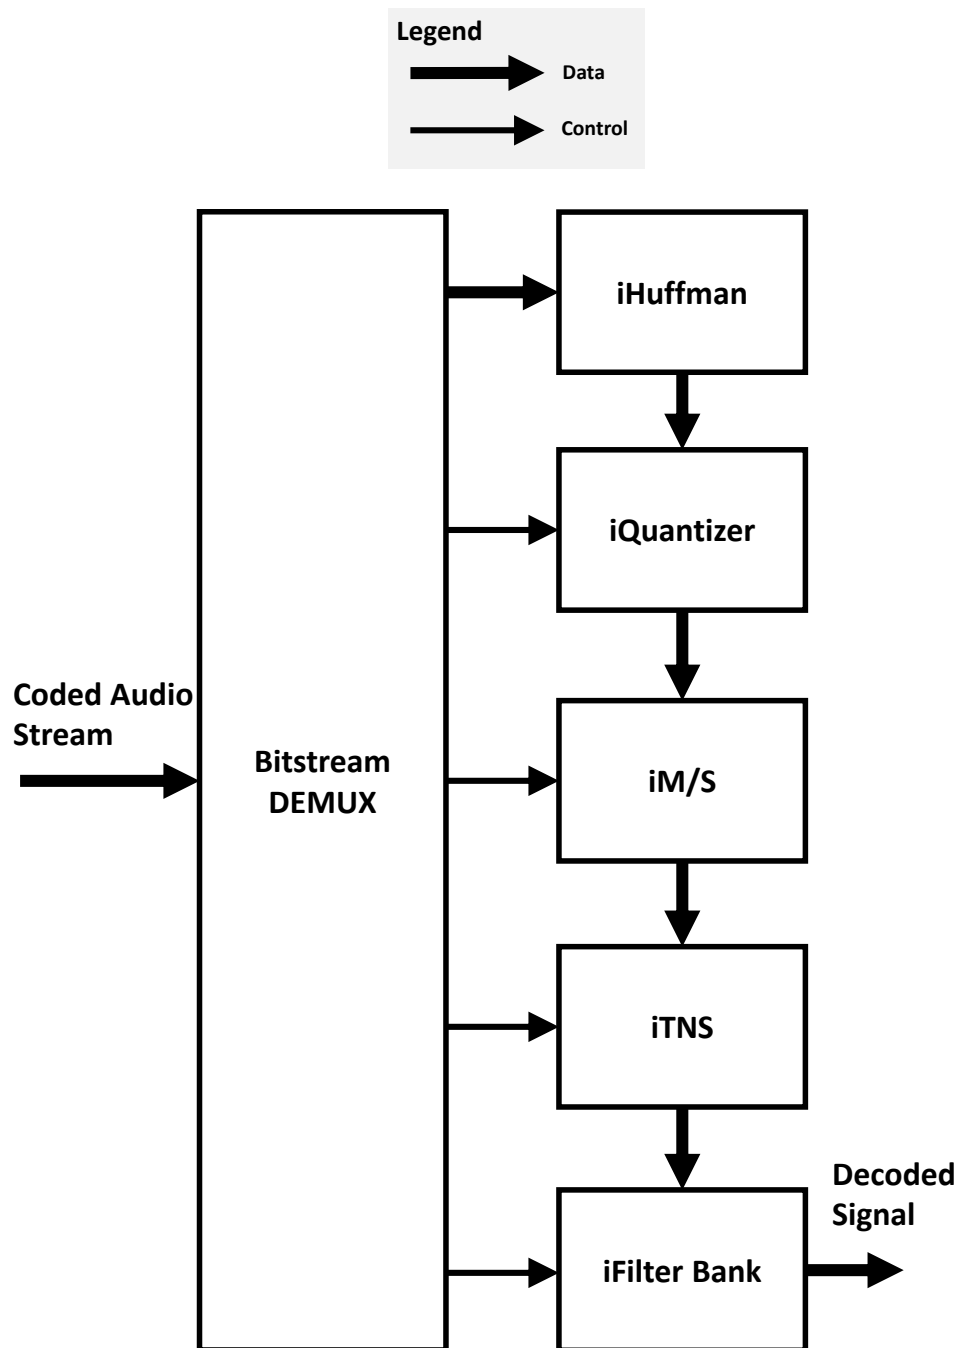 Legend
Data
Control
iHuffman
iQuantizer
Coded Audio
Stream
Bitstream
DEMUX
iM/S
iTNS
Decoded
Signal
iFilter Bank